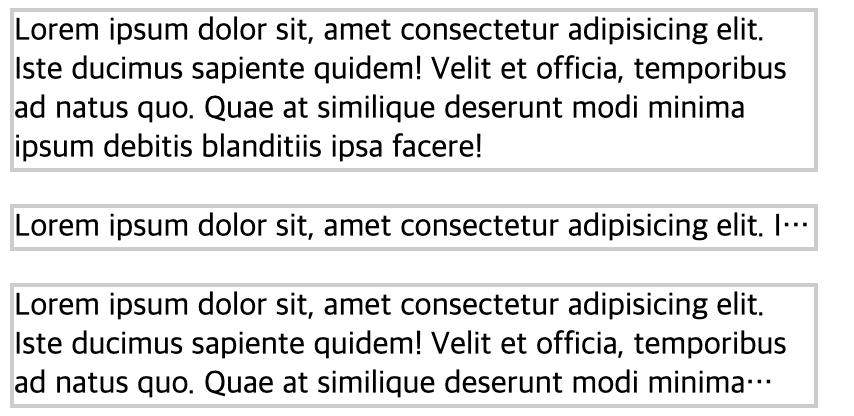 Lorem ipsum dolor sit, amet consectetur adipisicing elit.
Iste ducimus sapiente quidem! Velit et officia, temporibus
ad natus quo. Quae at similique deserunt modi minima
ipsum debitis blanditiis ipsa facere!
Lorem ipsum dolor sit, amet consectetur adipisicing elit. I⋯
Lorem ipsum dolor sit, amet consectetur adipisicing elit.
Iste ducimus sapiente quidem! Velit et officia, temporibus
ad natus quo. Quae at similique deserunt modi minima⋯